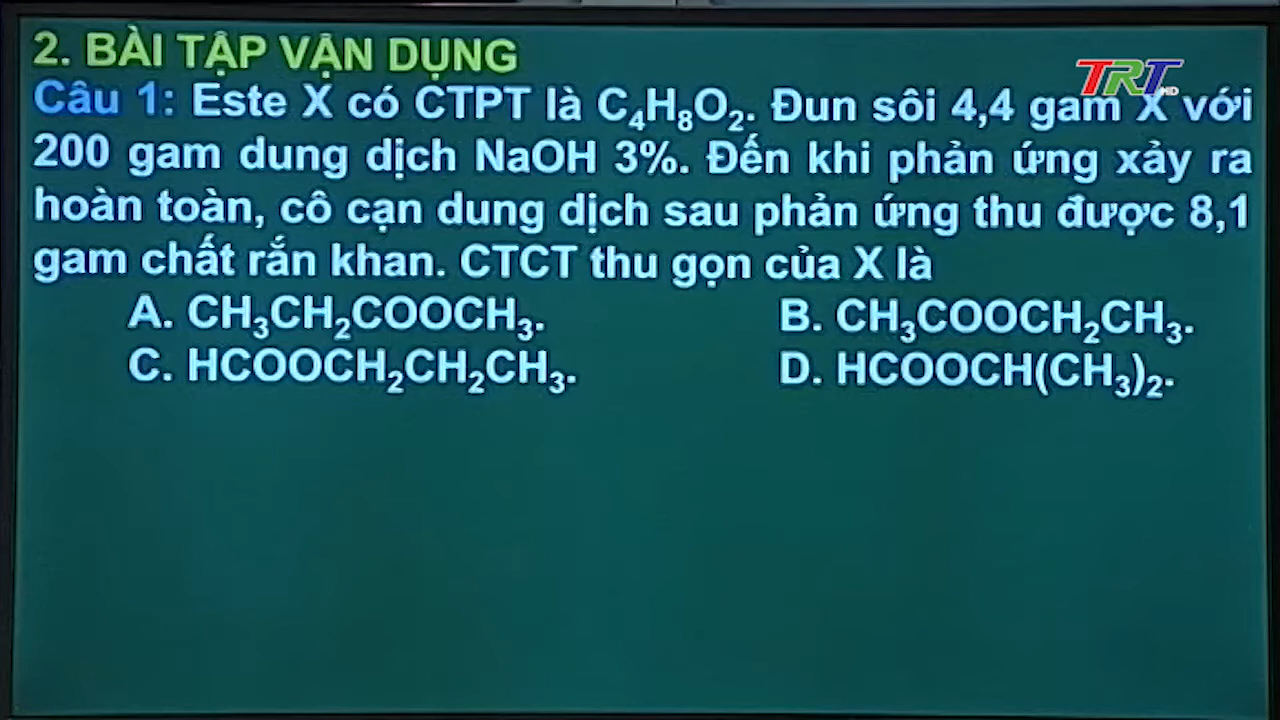 2. BÀI TẬP VẬN DỤNG
TRT HD
Câu 1: Este X có CTPT là C₄H₈O₂. Đun sôi 4,4 gam X với
200 gam dung dịch NaOH 3%. Đến khi phản ứng xảy ra
hoàn toàn, cô cạn dung dịch sau phản ứng thu được 8,1
gam chất rắn khan. CTCT thu gọn của X là
A. CH₃CH₂COOCH₃. B. CH₃COOCH₂CH₃.
C. HCOOCH₂CH₂CH₃. D. HCOOCH(CH₃)₂.